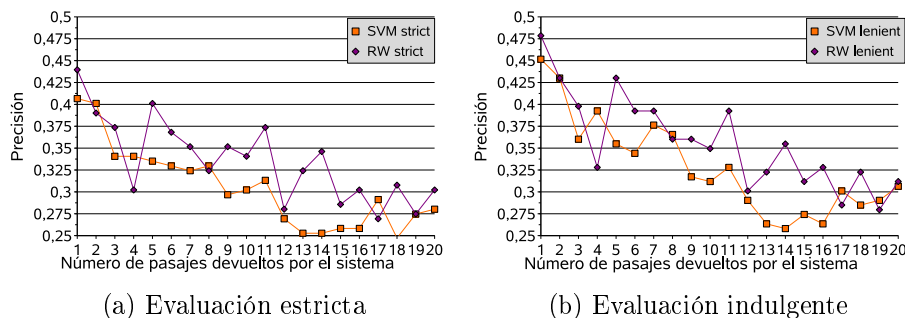 0,5
0,475
0,45
0,425
0,4
0,375
0,35
0,325
0,3
0,275
0,25
Precisión
SVM strict
RW strict
1 2 3 4 5 6 7 8 9 10 11 12 13 14 15 16 17 18 19 20
Número de pasajes devueltos por el sistema
(a) Evaluación estricta
0,5
0,475
0,45
0,425
0,4
0,375
0,35
0,325
0,3
0,275
0,25
Precisión
SVM lenient
RW lenient
1 2 3 4 5 6 7 8 9 10 11 12 13 14 15 16 17 18 19 20
Número de pasajes devueltos por el sistema
(b) Evaluación indulgente